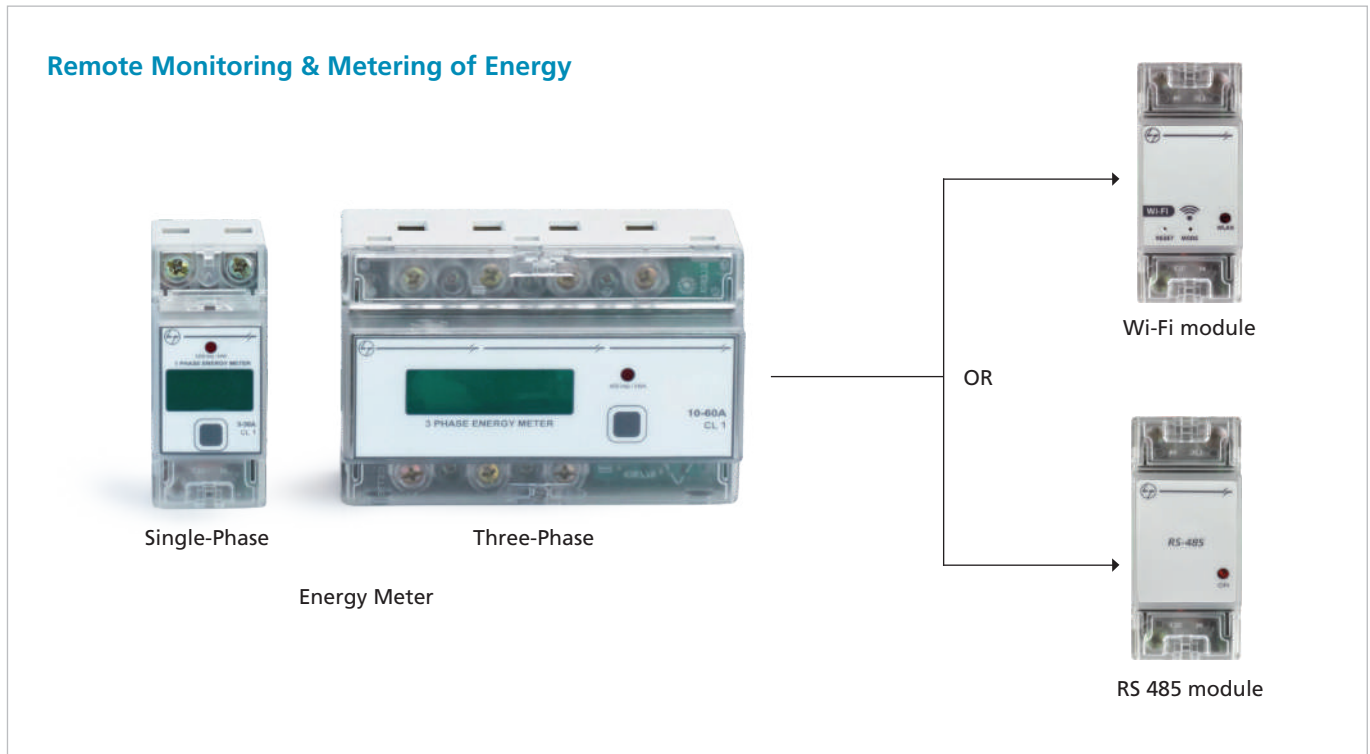 Remote Monitoring & Metering of Energy
Wi-Fi
RESET MODE
WLAN
Wi-Fi module
1 PHASE ENERGY METER
CL 1
3 PHASE ENERGY METER
10-60A
CL 1
OR
Single-Phase
Three-Phase
Energy Meter
RS-485
RS 485 module